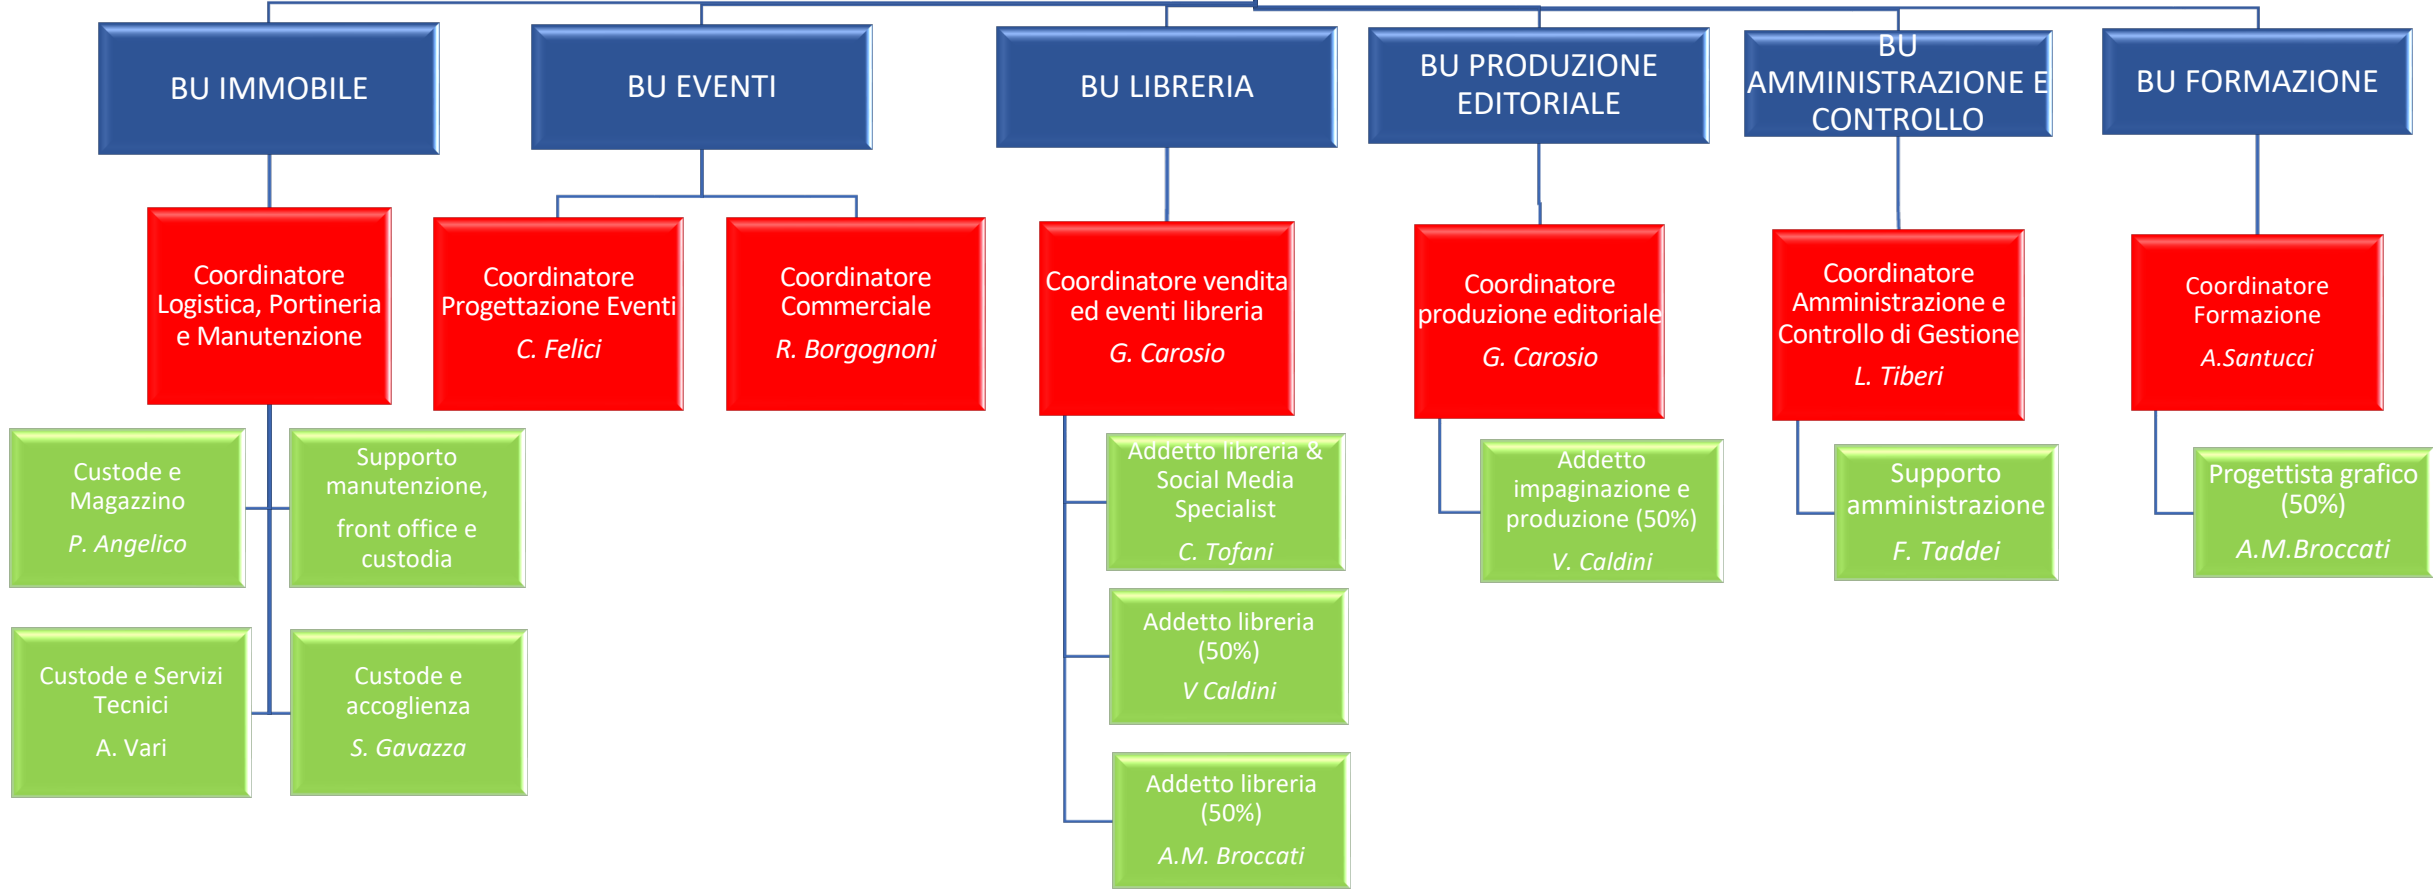 BU IMMOBILE
BU EVENTI
BU LIBRERIA
BU PRODUZIONE
EDITORIALE
BU
AMMINISTRAZIONE E
CONTROLLO
BU FORMAZIONE
Coordinatore
Logistica, Portineria
e Manutenzione
Coordinatore
Progettazione Eventi
C. Felici
Coordinatore
Commerciale
R. Borgognoni
Coordinatore vendita
ed eventi libreria
G. Carosio
Coordinatore
produzione editoriale
G. Carosio
Coordinatore
Amministrazione e
Controllo di Gestione
L. Tiberi
Coordinatore
Formazione
A.Santucci
Custode e
Magazzino
P. Angelico
Supporto
manutenzione,
front office e
custodia
Custode e Servizi
Tecnici
A. Vari
Custode e
accoglienza
S. Gavazza
Addetto libreria &
Social Media
Specialist
C. Tofani
Addetto libreria
(50%)
V Caldini
Addetto libreria
(50%)
A.M. Broccati
Addetto
impaginazione e
produzione (50%)
V. Caldini
Supporto
amministrazione
F. Taddei
Progettista grafico
(50%)
A.M.Broccati